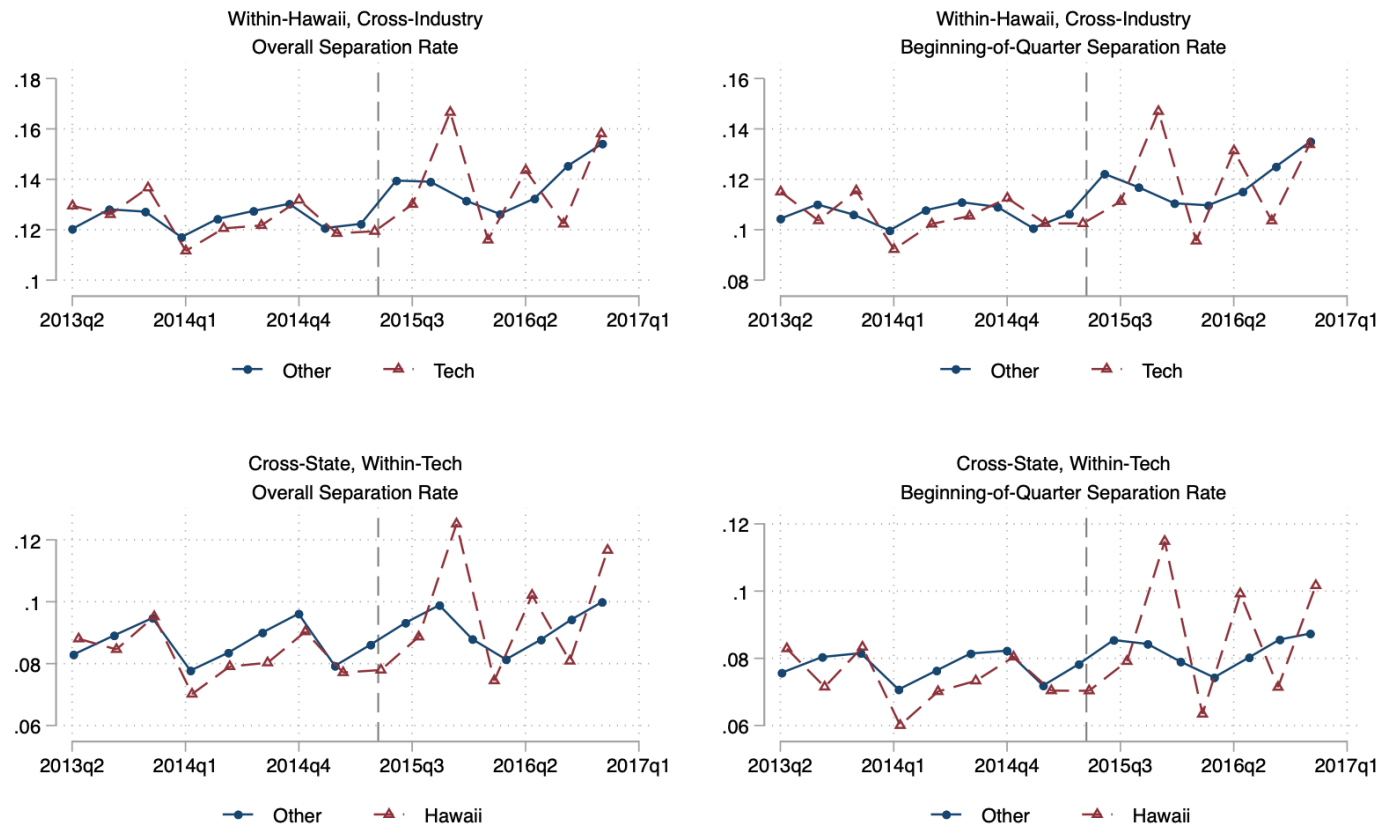 Within-Hawaii, Cross-Industry
Overall Separation Rate
.18
.16
.14
.12
.1
2013q2 2014q1 2014q4 2015q3 2016q2 2017q1
Other Tech
Within-Hawaii, Cross-Industry
Beginning-of-Quarter Separation Rate
.16
.14
.12
.1
.08
2013q2 2014q1 2014q4 2015q3 2016q2 2017q1
Other Tech
Cross-State, Within-Tech
Overall Separation Rate
.12
.1
.08
.06
2013q2 2014q1 2014q4 2015q3 2016q2 2017q1
Other Hawaii
Cross-State, Within-Tech
Beginning-of-Quarter Separation Rate
.12
.1
.08
.06
2013q2 2014q1 2014q4 2015q3 2016q2 2017q1
Other Hawaii